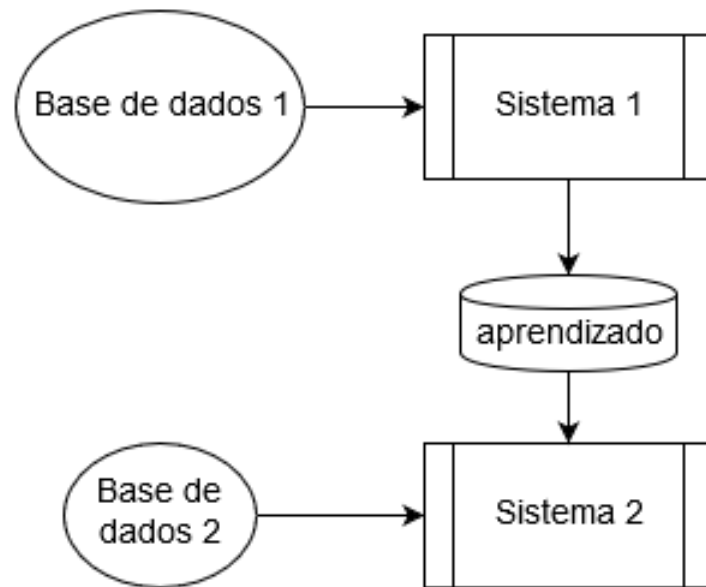 Base de dados 1
Sistema 1
aprendizado
Base de
dados 2
Sistema 2